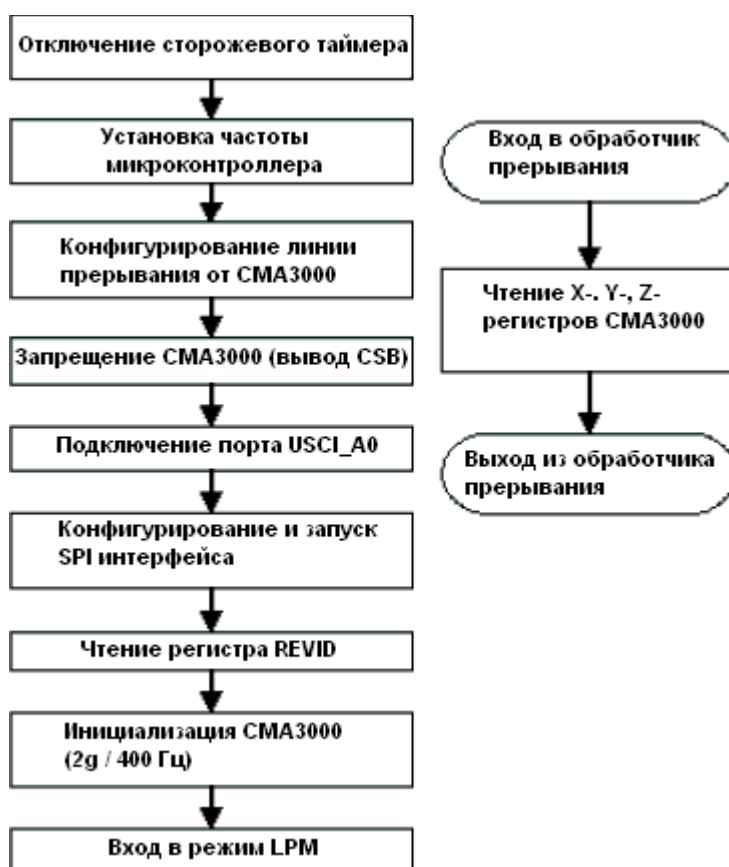 Отключение сторожевого таймера
Установка частоты
микроконтроллера
Конфигурирование линии
прерывания от CMA3000
Запрещение CMA3000 (вывод CSB)
Подключение порта USCI_A0
Конфигурирование и запуск
SPI интерфейса
Чтение регистра REVID
Инициализация CMA3000
(2g / 400 Гц)
Вход в режим LPM
Вход в обработчик
прерывания
Чтение X-. Y-, Z-
регистров CMA3000
Выход из обработчика
прерывания